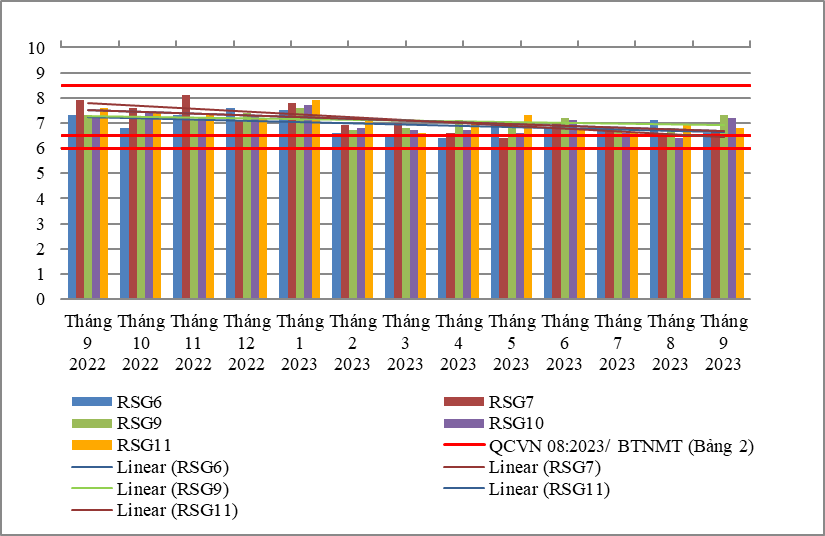 10
9
8
7
6
5
4
3
2
1
0
Tháng Tháng Tháng Tháng Tháng Tháng Tháng Tháng Tháng Tháng Tháng Tháng Tháng
9 10 11 12 1 2 3 4 5 6 7 8 9
2022 2022 2022 2022 2023 2023 2023 2023 2023 2023 2023 2023 2023
RSG6 RSG7
RSG9 RSG10
RSG11 QCVN 08:2023/ BTNMT (Bảng 2)
Linear (RSG6) Linear (RSG7)
Linear (RSG9) Linear (RSG11)
Linear (RSG11)